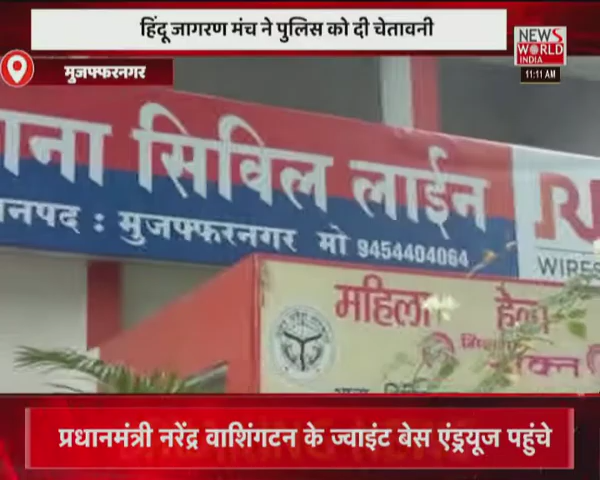 हिंदू जागरण मंच ने पुलिस को दी चेतावनी
NEWS
WORLD
INDIA
11:11 AM
मुजफ्फरनगर
सिविल लाईन
: मुजफ्फरनगर मो 9454404064
WIRES
महिला
प्रधानमंत्री नरेंद्र वाशिंगटन के ज्वाइंट बेस एंड्रयूज पहुंचे